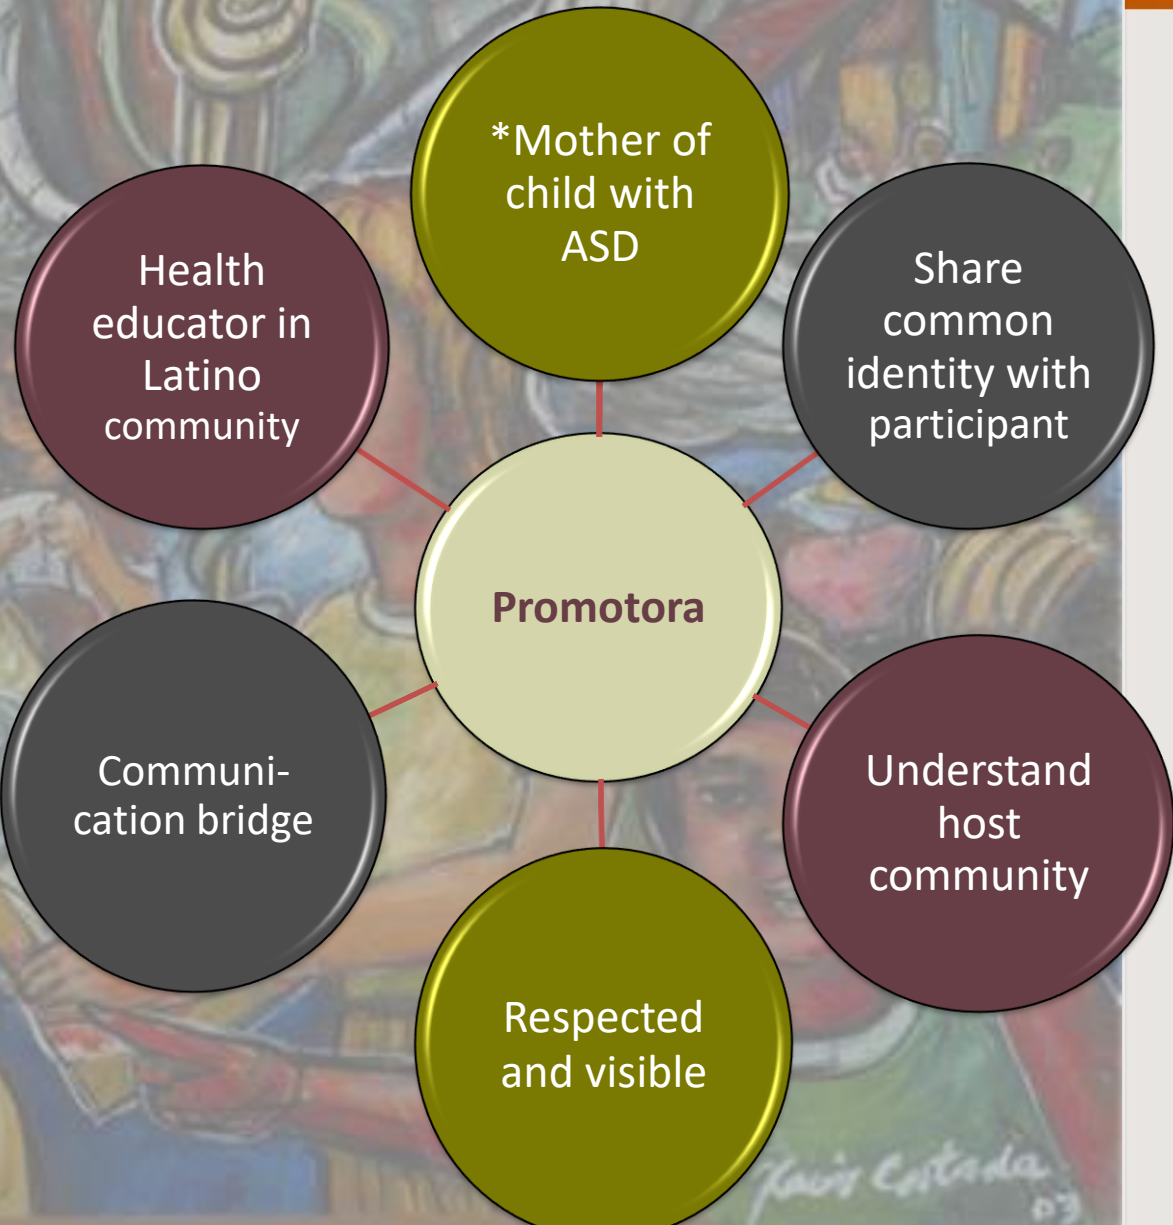 *Mother of
child with
ASD
Share
common
identity with
participant
Understand
host
community
Respected
and visible
Communi-
cation bridge
Health
educator in
Latino
community
Promotora
03